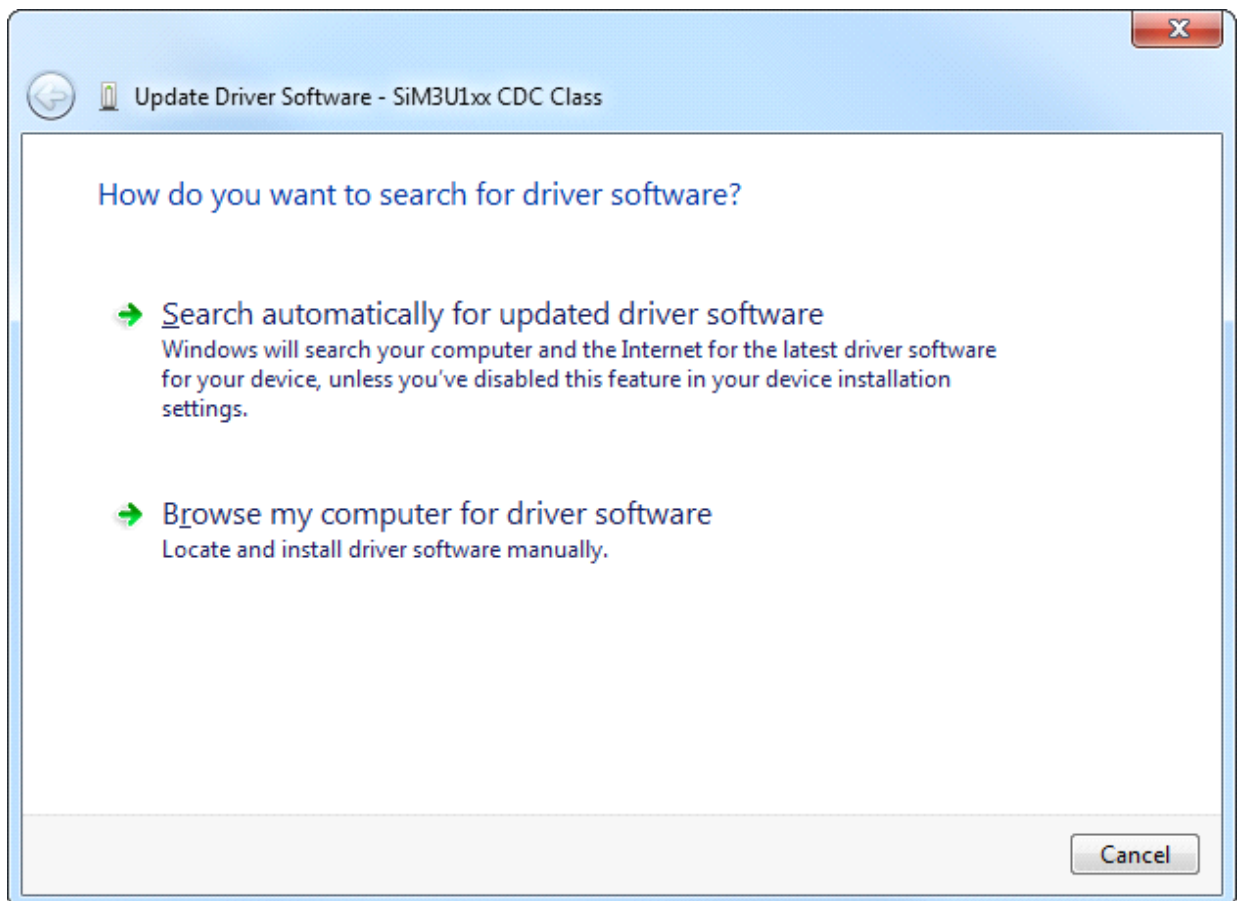 Update Driver Software - SiM3U1xx CDC Class
How do you want to search for driver software?
Search automatically for updated driver software
Windows will search your computer and the Internet for the latest driver software
for your device, unless you've disabled this feature in your device installation
settings.
Browse my computer for driver software
Locate and install driver software manually.
Cancel